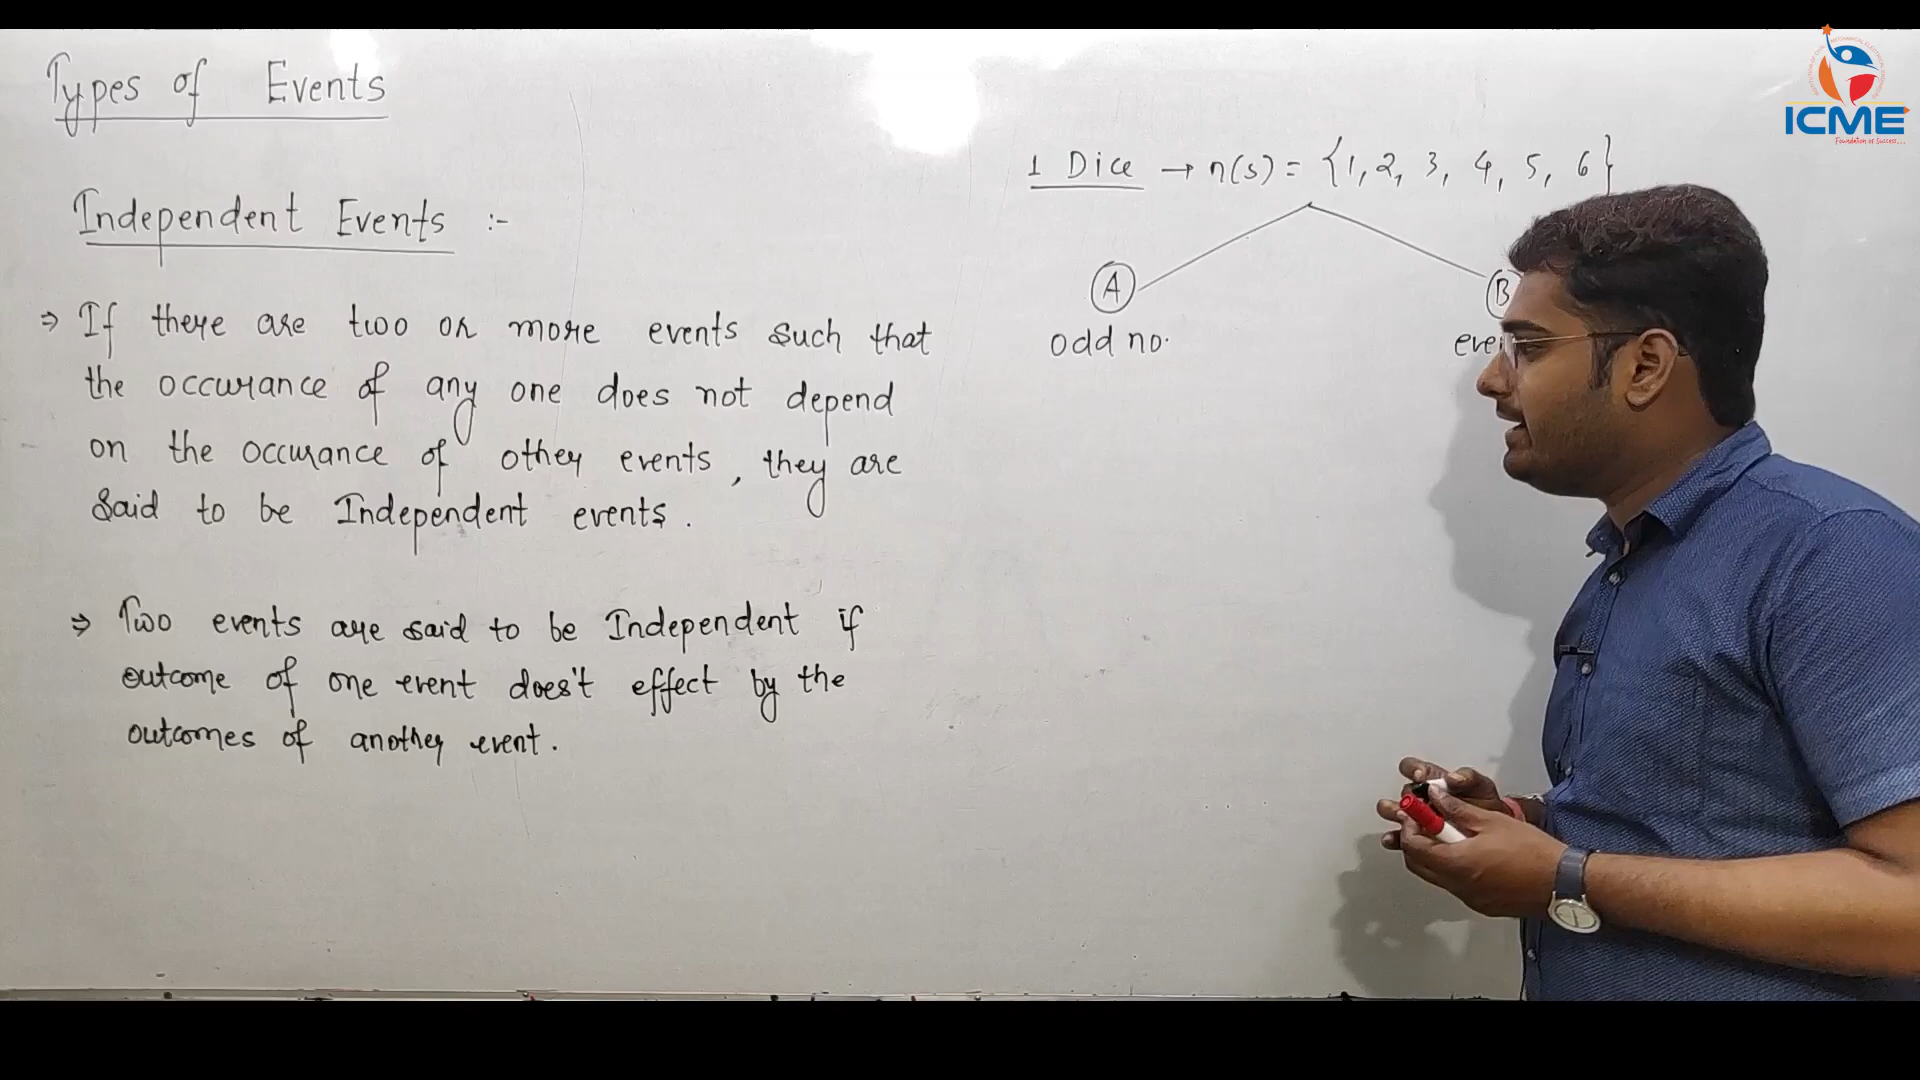 Types of Events
Independent Events :-
⇒ If there are two or more events such that
the occurance of any one does not depend
on the occurance of other events, they are
said to be Independent events.
⇒ Two events are said to be Independent if
outcome of one event does't effect by the
outcomes of another event.
1 Dice → n(s) = {1, 2, 3, 4, 5, 6}
A
B
odd no.
ICME
Foundation of Success...